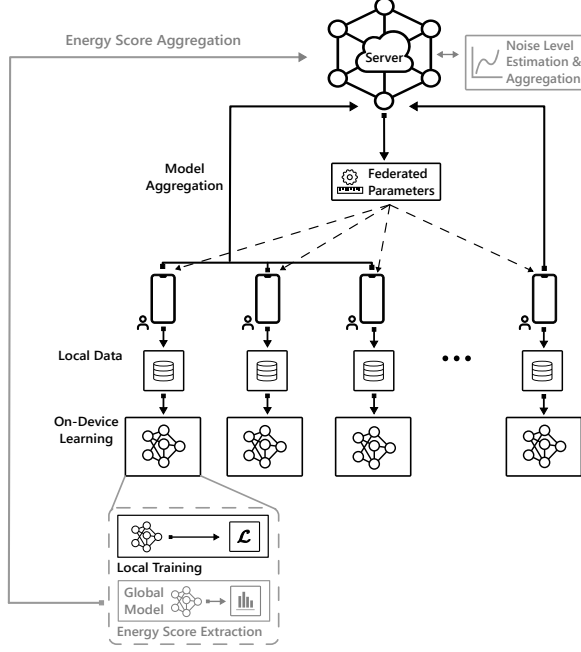 Energy Score Aggregation
Server
Noise Level
Estimation &
Aggregation
Model
Aggregation
Federated
Parameters
Local Data
•••
On-Device
Learning
ℒ
Local Training
Global
Model
Energy Score Extraction